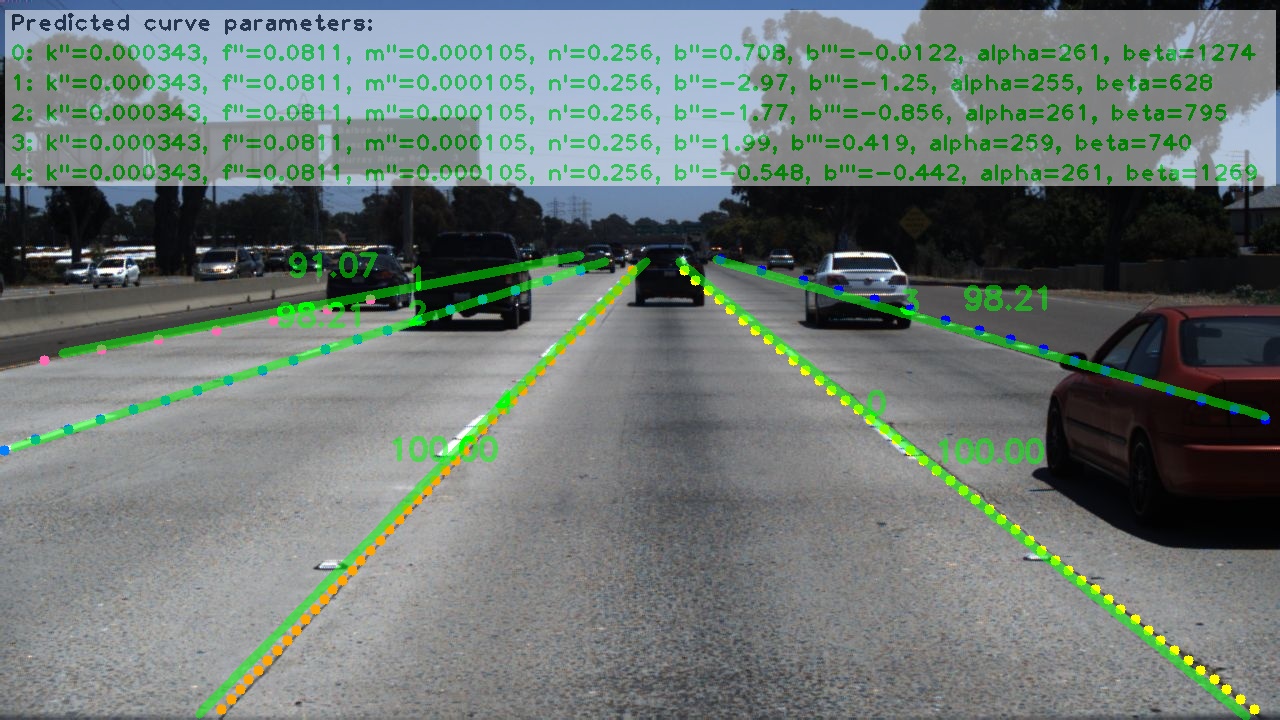 Predicted curve parameters:
0: k''=0.000343, f''=0.0811, m''=0.000105, n'=0.256, b''=0.708, b'''=−0.0122, alpha=261, beta=1274
1: k''=0.000343, f''=0.0811, m''=0.000105, n'=0.256, b''=−2.97, b'''=−1.25, alpha=255, beta=628
2: k''=0.000343, f''=0.0811, m''=0.000105, n'=0.256, b''=−1.77, b'''=−0.856, alpha=261, beta=795
3: k''=0.000343, f''=0.0811, m''=0.000105, n'=0.256, b''=1.99, b'''=0.419, alpha=259, beta=740
4: k''=0.000343, f''=0.0811, m''=0.000105, n'=0.256, b''=−0.548, b'''=−0.442, alpha=261, beta=1269
91.07 1
98.21 2
3 98.21
4
0
100.00
100.00